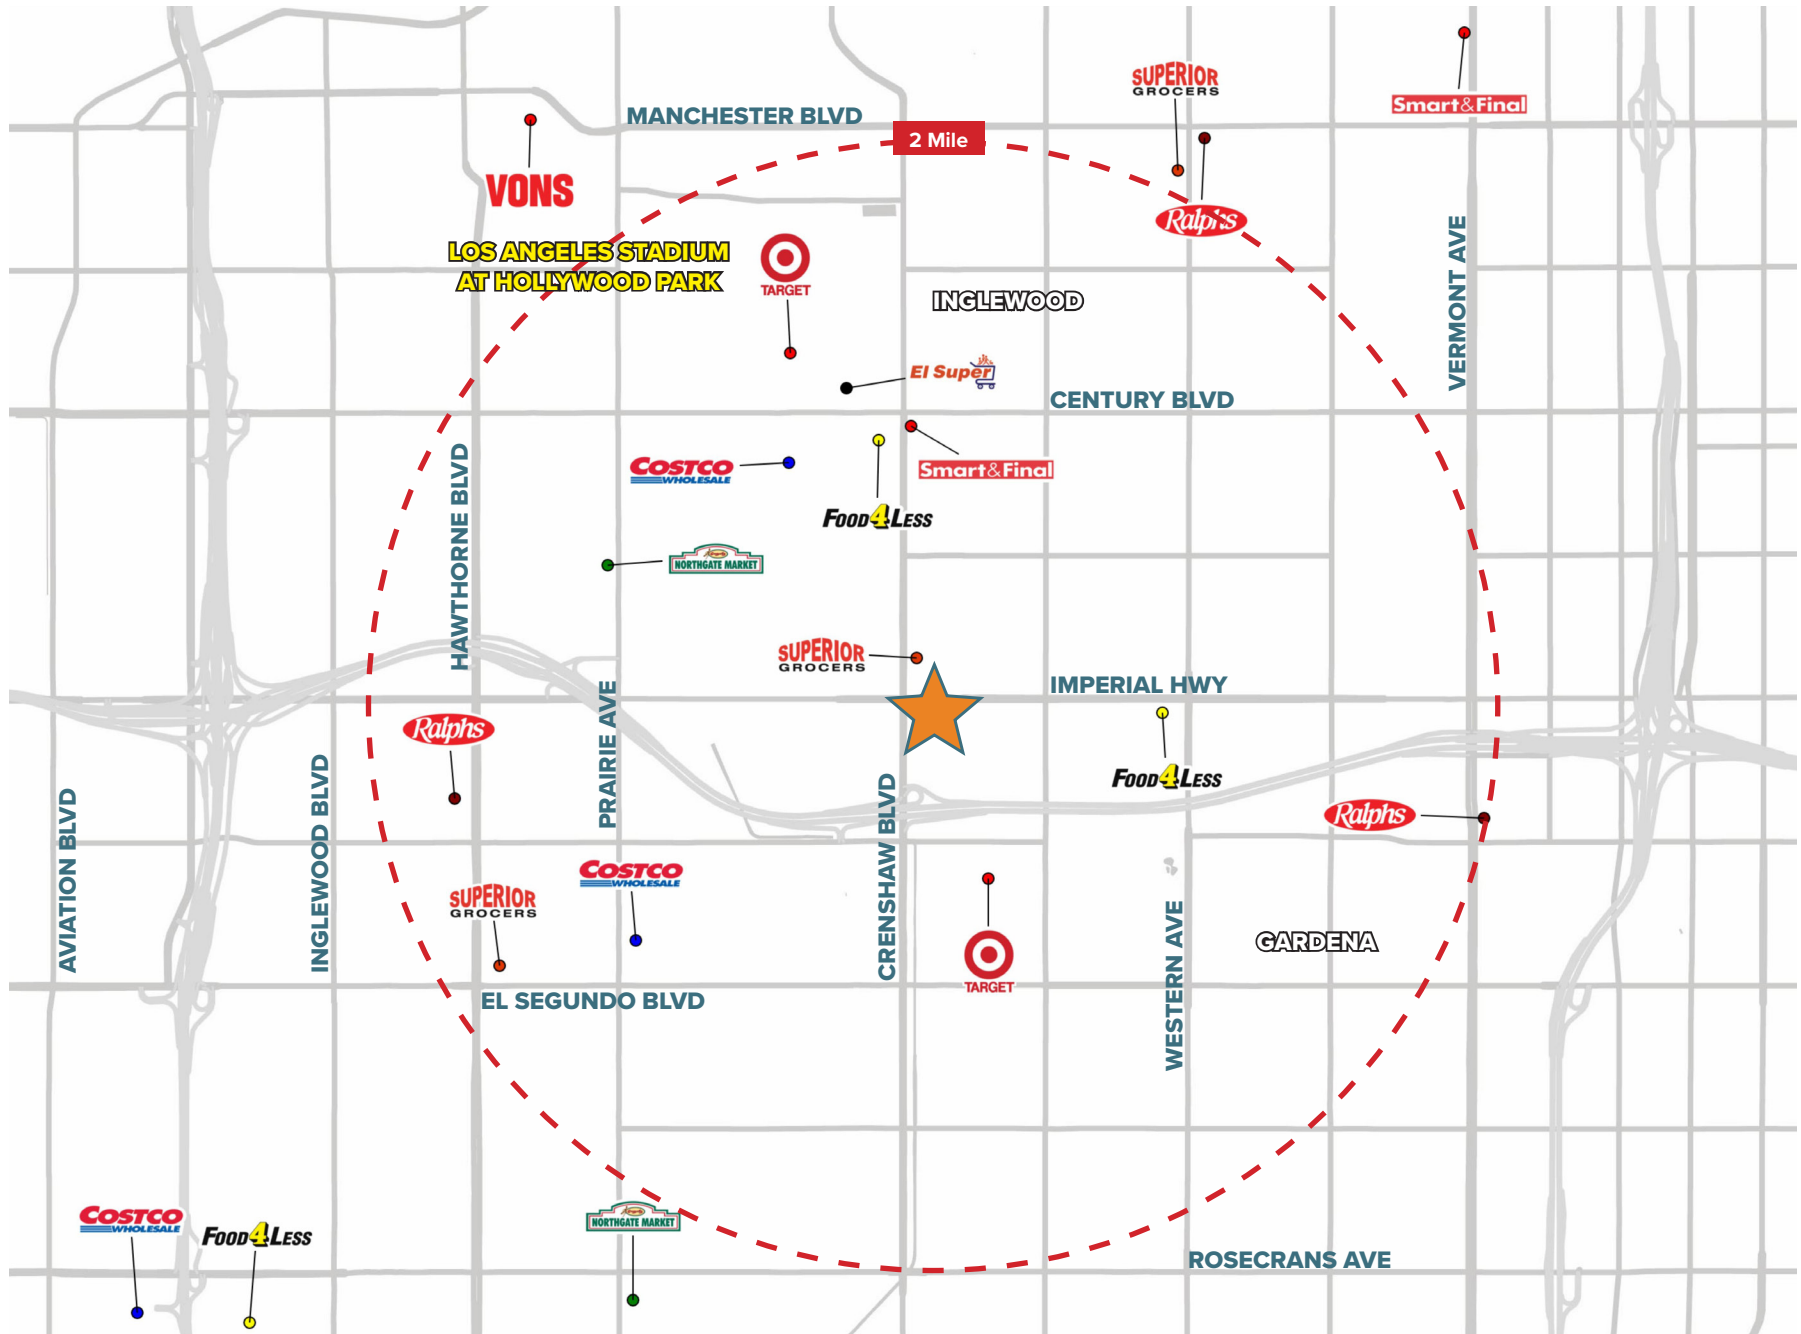 SUPERIOR
GROCERS
Smart&Final
MANCHESTER BLVD
2 Mile
VONS
Ralphs
LOS ANGELES STADIUM
AT HOLLYWOOD PARK
TARGET
INGLEWOOD
VERMONT AVE
El Super
CENTURY BLVD
COSTCO
WHOLESALE
Smart&Final
FOOD4LESS
HAWTHORNE BLVD
NORTHGATE MARKET
SUPERIOR
GROCERS
IMPERIAL HWY
Ralphs
PRAIRIE AVE
FOOD4LESS
Ralphs
AVIATION BLVD
INGLEWOOD BLVD
CRENSHAW BLVD
COSTCO
WHOLESALE
SUPERIOR
GROCERS
TARGET
WESTERN AVE
GARDENA
EL SEGUNDO BLVD
COSTCO
WHOLESALE
FOOD4LESS
NORTHGATE MARKET
ROSECRANS AVE